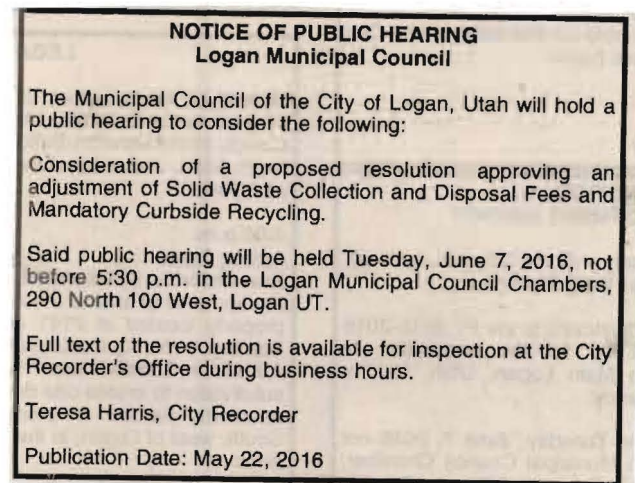 NOTICE OF PUBLIC HEARING
Logan Municipal Council
The Municipal Council of the City of Logan, Utah will hold a
public hearing to consider the following:
Consideration of a proposed resolution approving an
adjustment of Solid Waste Collection and Disposal Fees and
Mandatory Curbside Recycling.
Said public hearing will be held Tuesday, June 7, 2016, not
before 5:30 p.m. in the Logan Municipal Council Chambers,
290 North 100 West, Logan UT.
Full text of the resolution is available for inspection at the City
Recorder's Office during business hours.
Teresa Harris, City Recorder
Publication Date: May 22, 2016